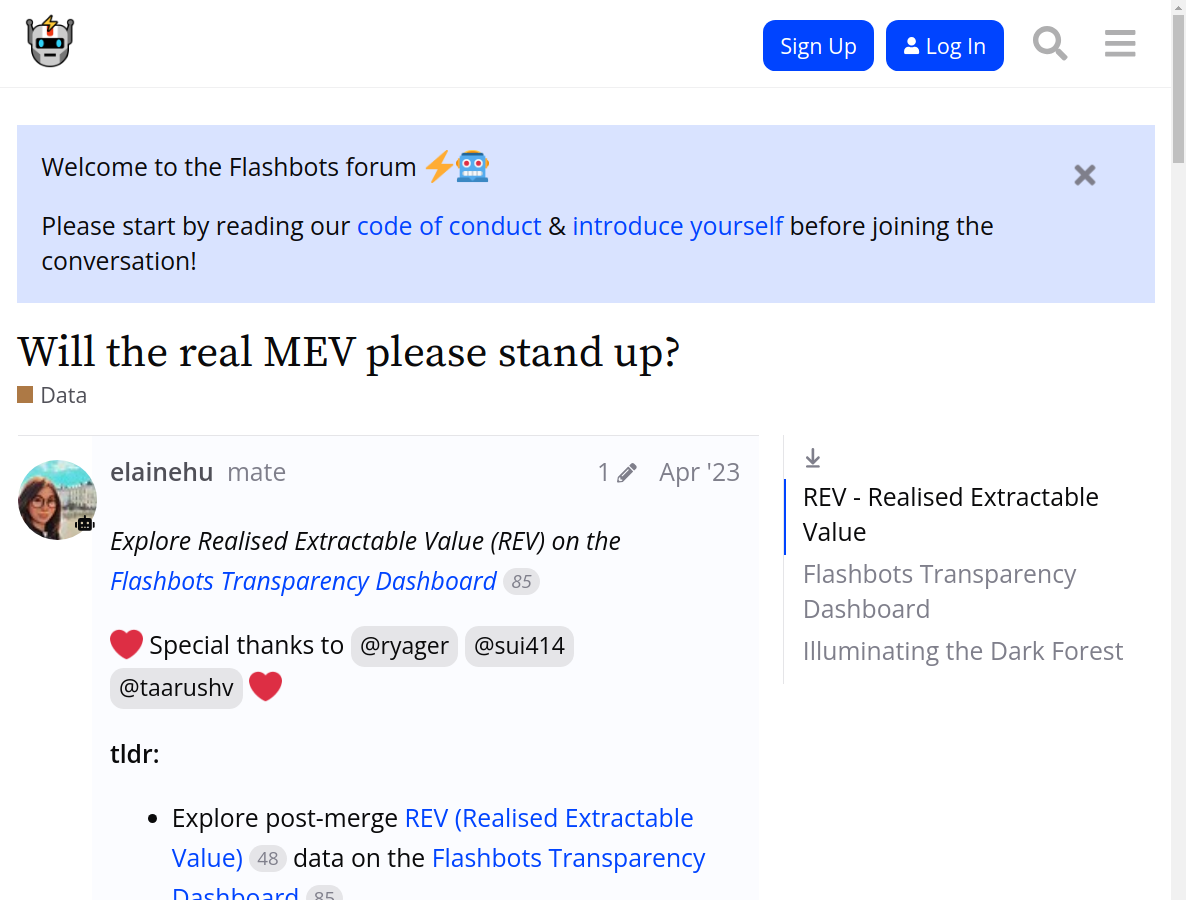 Sign Up
Log In
Welcome to the Flashbots forum
Please start by reading our code of conduct & introduce yourself before joining the
conversation!
Will the real MEV please stand up?
Data
elainehu mate 1 Apr '23
Explore Realised Extractable Value (REV) on the
Flashbots Transparency Dashboard 85
Special thanks to @ryager @sui414
@taarushv
tldr:
Explore post-merge REV (Realised Extractable
Value) 48 data on the Flashbots Transparency
Dashboard 85
REV - Realised Extractable
Value
Flashbots Transparency
Dashboard
Illuminating the Dark Forest